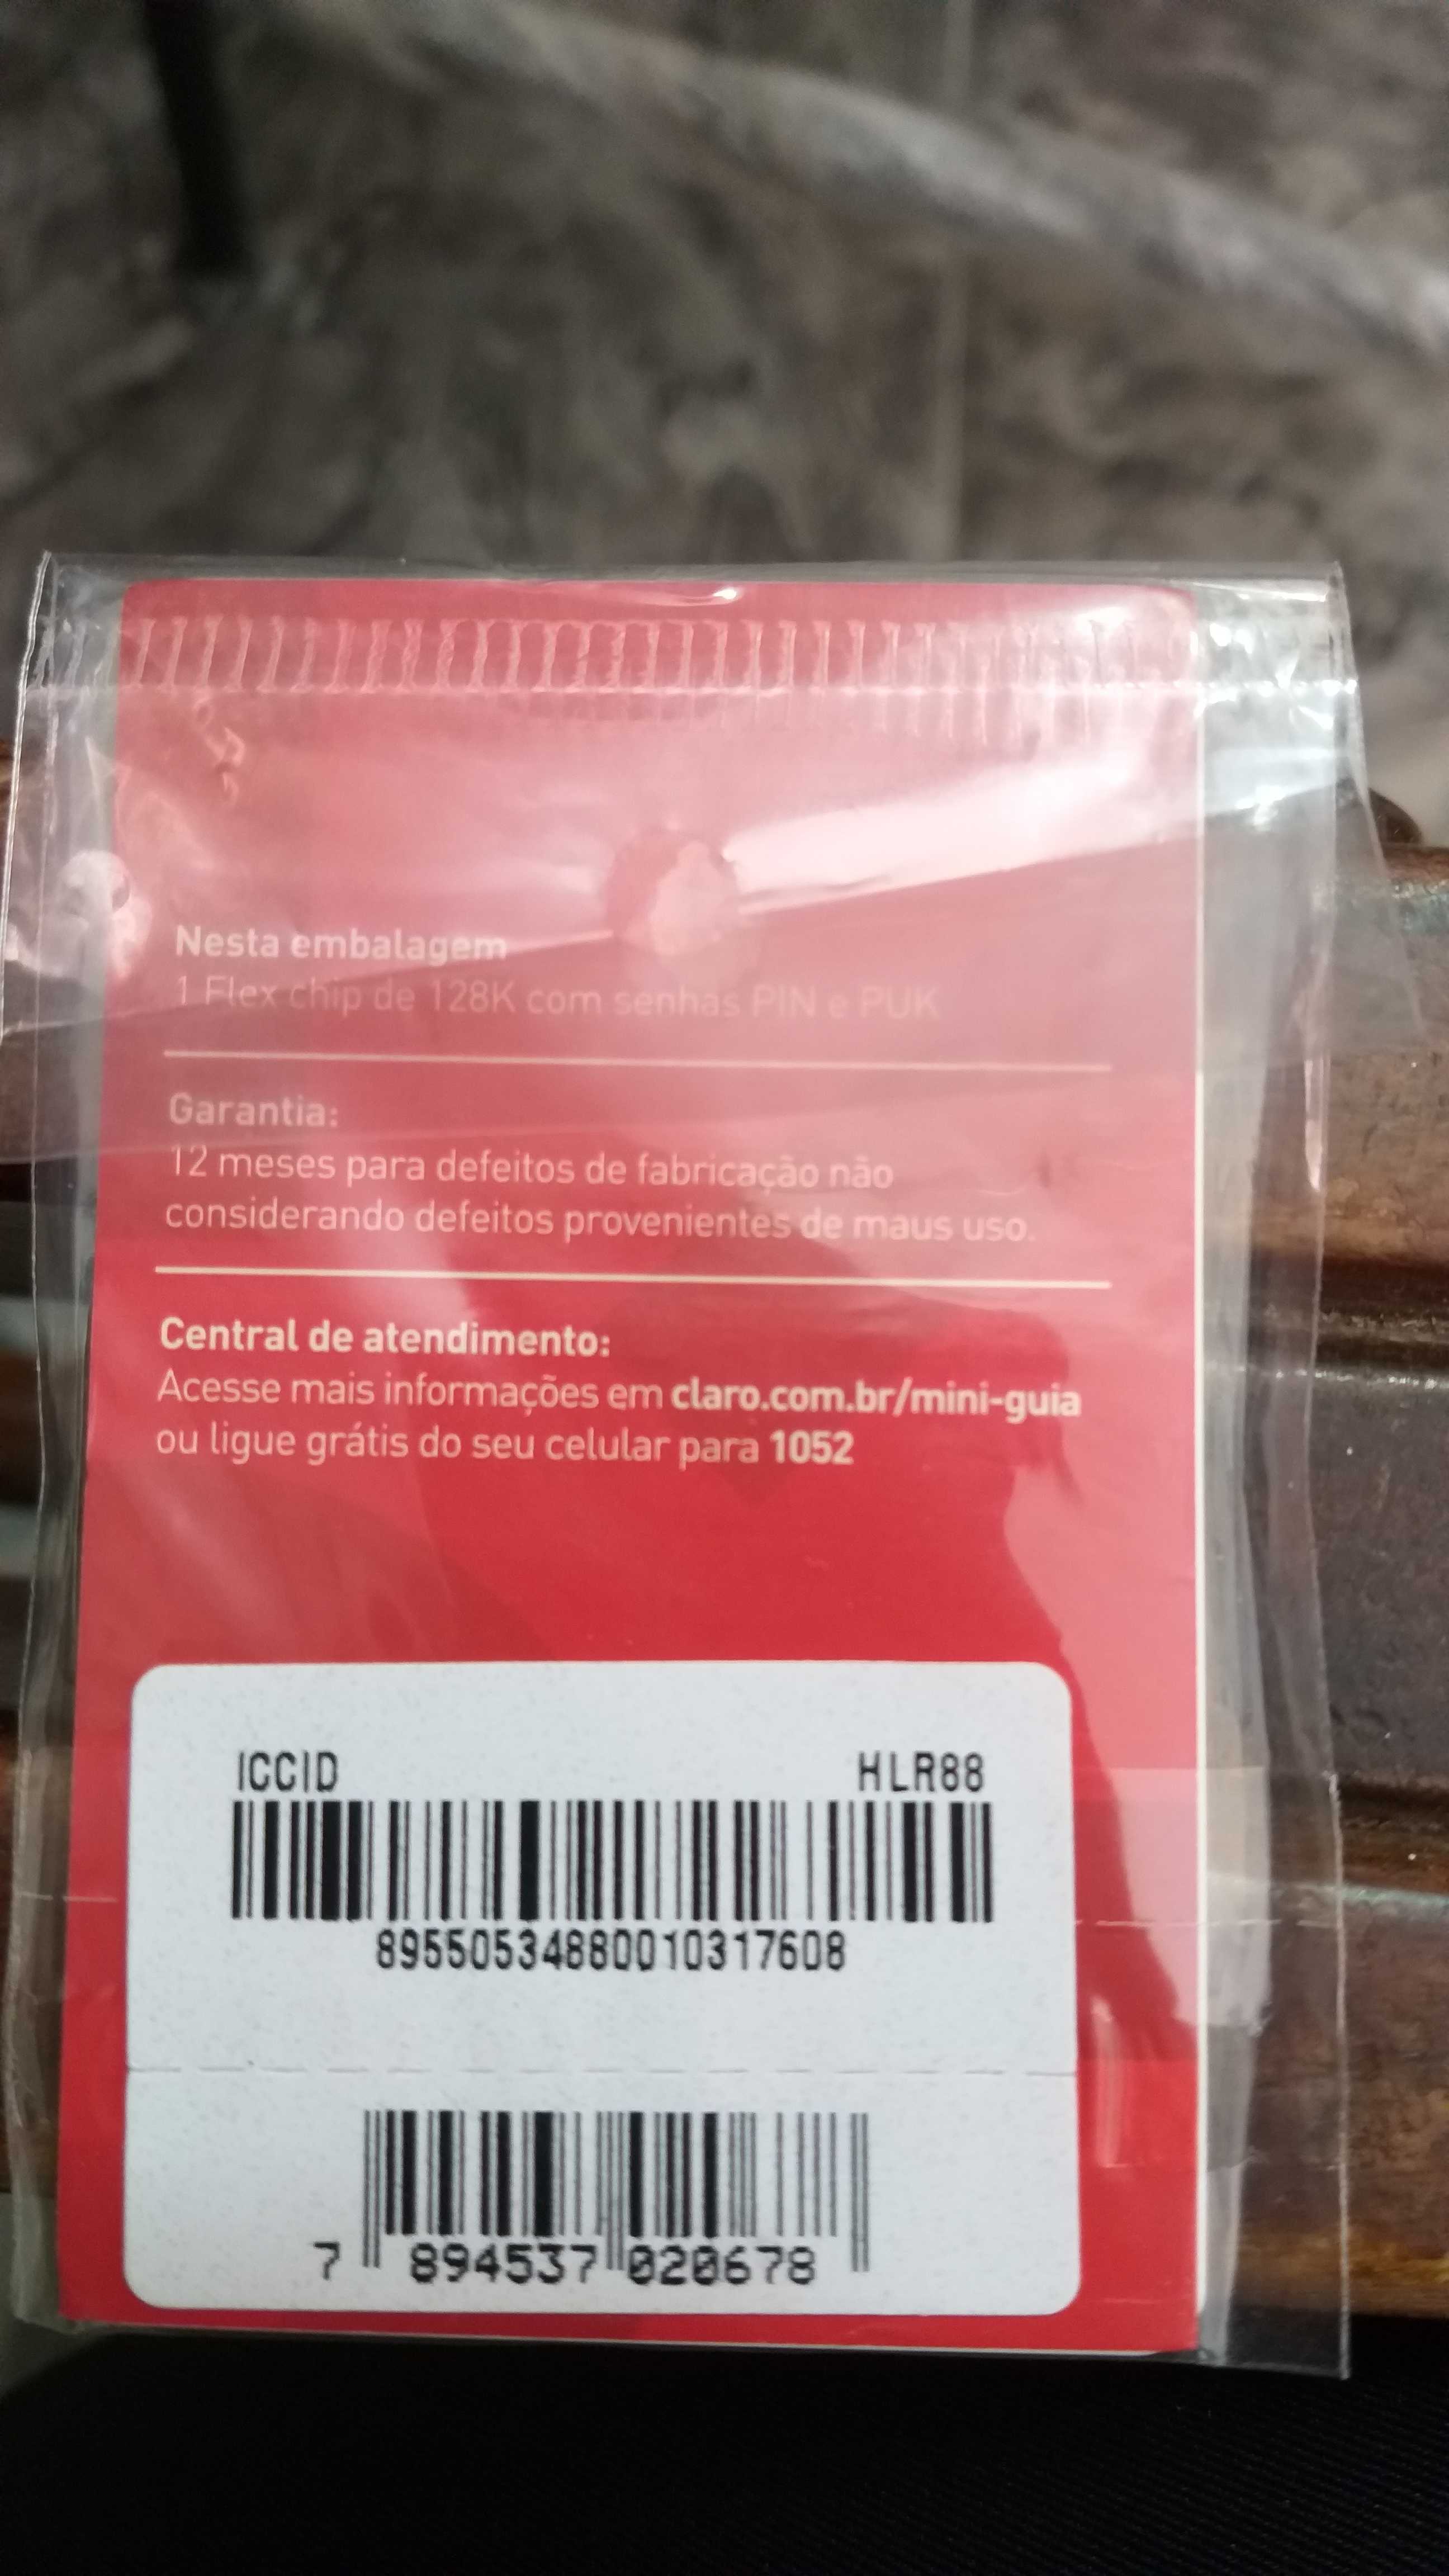 Nesta embalagem
1 Flex chip de 128K com senhas PIN e PUK
Garantia:
12 meses para defeitos de fabricação não
considerando defeitos provenientes de maus uso.
Central de atendimento:
Acesse mais informações em claro.com.br/mini-guia
ou ligue grátis do seu celular para 1052
ICCID HLR88
89550534880010317608
7 894537 020678